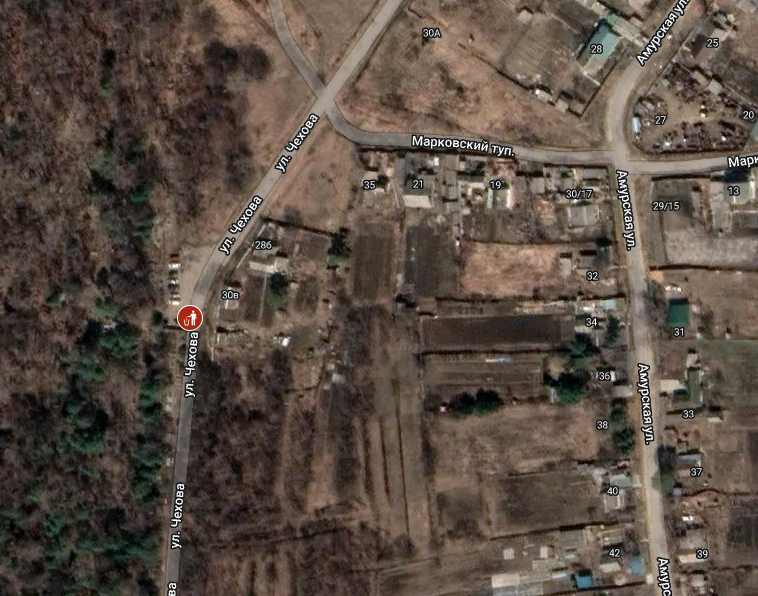 30А
28
Амурская ул.
25
27
20
ул. Чехова
Марковский туп.
35
21
19
30/17
Амурская ул.
29/15
13
ул. Чехова
28б
32
30в
34
31
ул. Чехова
36
Амурская ул.
33
38
37
40
ул. Чехова
42
39